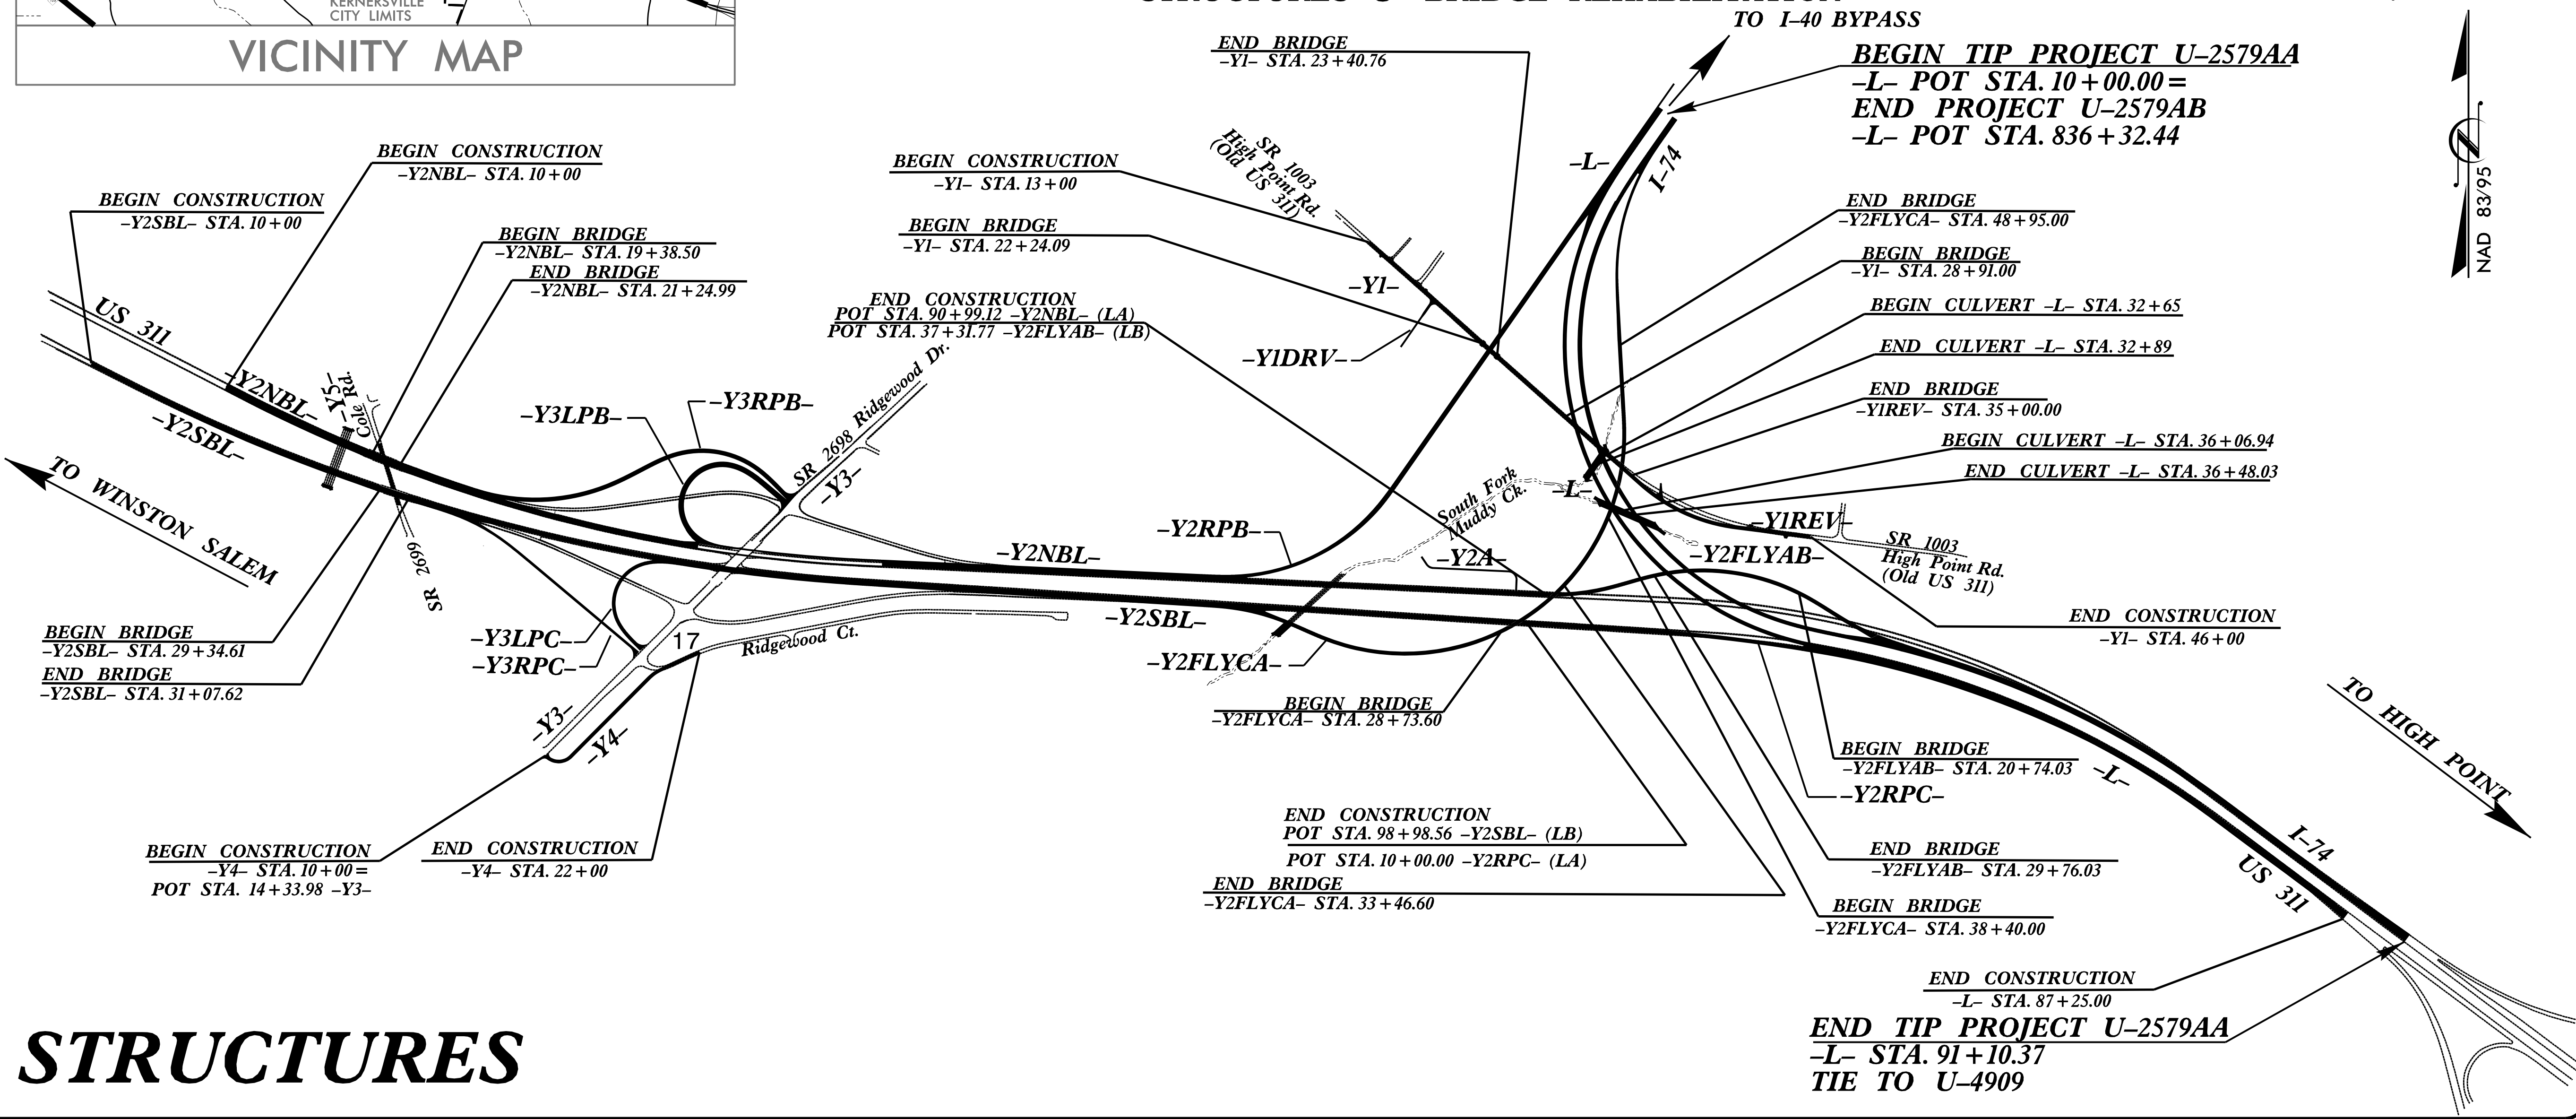 KERNERSVILLE
CITY LIMITS
VICINITY MAP
TO I–40 BYPASS
BEGIN TIP PROJECT U–2579AA
–L– POT STA. 10+00.00=
END PROJECT U–2579AB
–L– POT STA. 836+32.44
NAD 83/95
END BRIDGE
–Y1– STA. 23+40.76
BEGIN CONSTRUCTION
–Y2NBL– STA. 10+00
BEGIN CONSTRUCTION
–Y2SBL– STA. 10+00
BEGIN BRIDGE
–Y2NBL– STA. 19+38.50
END BRIDGE
–Y2NBL– STA. 21+24.99
BEGIN CONSTRUCTION
–Y1– STA. 13+00
BEGIN BRIDGE
–Y1– STA. 22+24.09
END CONSTRUCTION
POT STA. 90+99.12 –Y2NBL– (LA)
POT STA. 37+31.77 –Y2FLYAB– (LB)
SR 1003
High Point Rd.
(Old US 311)
–L–
I–74
–Y1–
–Y1DRV–
END BRIDGE
–Y2FLYCA– STA. 48+95.00
BEGIN BRIDGE
–Y1– STA. 28+91.00
BEGIN CULVERT –L– STA. 32+65
END CULVERT –L– STA. 32+89
END BRIDGE
–Y1REV– STA. 35+00.00
BEGIN CULVERT –L– STA. 36+06.94
END CULVERT –L– STA. 36+48.03
US 311
–Y2NBL–
–Y2SBL–
–Y5–
Cole Rd.
SR 2699
TO WINSTON SALEM
–Y3LPB–
–Y3RPB–
SR 2698 Ridgewood Dr.
–Y3–
–Y2NBL–
–Y2RPB–
South Fork
Muddy Ck.
–L–
–Y2A–
–Y1REV–
–Y2FLYAB–
SR 1003
High Point Rd.
(Old US 311)
END CONSTRUCTION
–Y1– STA. 46+00
BEGIN BRIDGE
–Y2SBL– STA. 29+34.61
END BRIDGE
–Y2SBL– STA. 31+07.62
–Y3LPC–
–Y3RPC–
17
Ridgewood Ct.
–Y2SBL–
–Y2FLYCA–
BEGIN BRIDGE
–Y2FLYCA– STA. 28+73.60
–Y3–
–Y4–
TO HIGH POINT
BEGIN BRIDGE
–Y2FLYAB– STA. 20+74.03
–Y2RPC–
–L–
END CONSTRUCTION
POT STA. 98+98.56 –Y2SBL– (LB)
POT STA. 10+00.00 –Y2RPC– (LA)
END BRIDGE
–Y2FLYCA– STA. 33+46.60
END BRIDGE
–Y2FLYAB– STA. 29+76.03
BEGIN BRIDGE
–Y2FLYCA– STA. 38+40.00
I–74
US 311
BEGIN CONSTRUCTION
–Y4– STA. 10+00=
POT STA. 14+33.98 –Y3–
END CONSTRUCTION
–Y4– STA. 22+00
END CONSTRUCTION
–L– STA. 87+25.00
END TIP PROJECT U–2579AA
–L– STA. 91+10.37
TIE TO U–4909
STRUCTURES